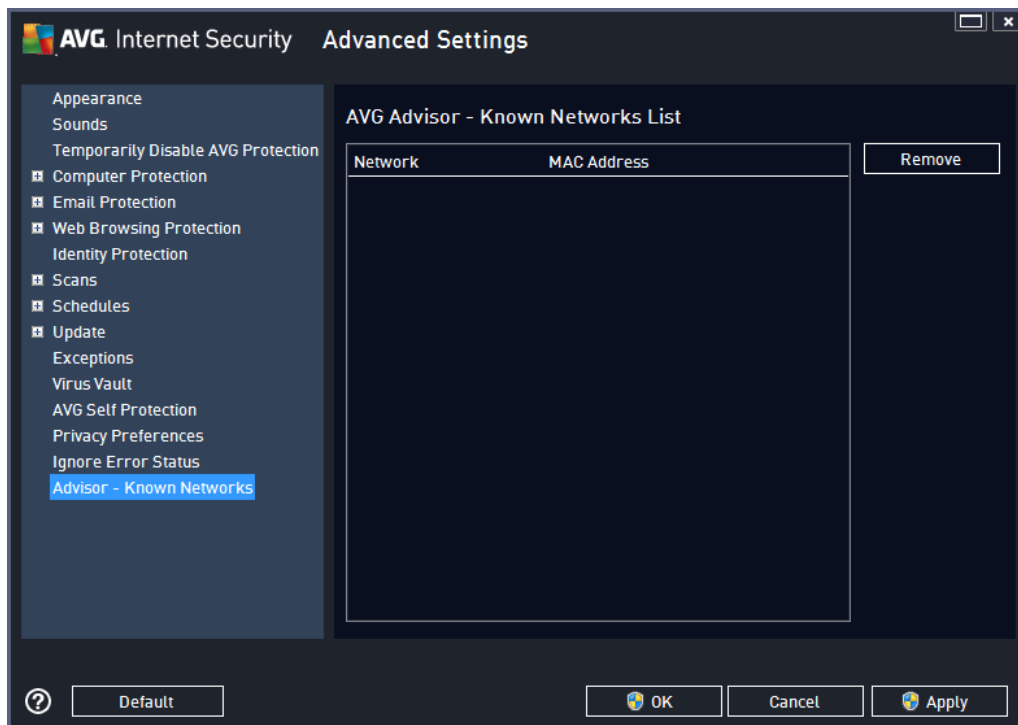 AVG. Internet Security Advanced Settings
Appearance
Sounds
Temporarily Disable AVG Protection
Computer Protection
Email Protection
Web Browsing Protection
Identity Protection
Scans
Schedules
Update
Exceptions
Virus Vault
AVG Self Protection
Privacy Preferences
Ignore Error Status
Advisor - Known Networks
AVG Advisor - Known Networks List
Network MAC Address
Remove
? Default OK Cancel Apply